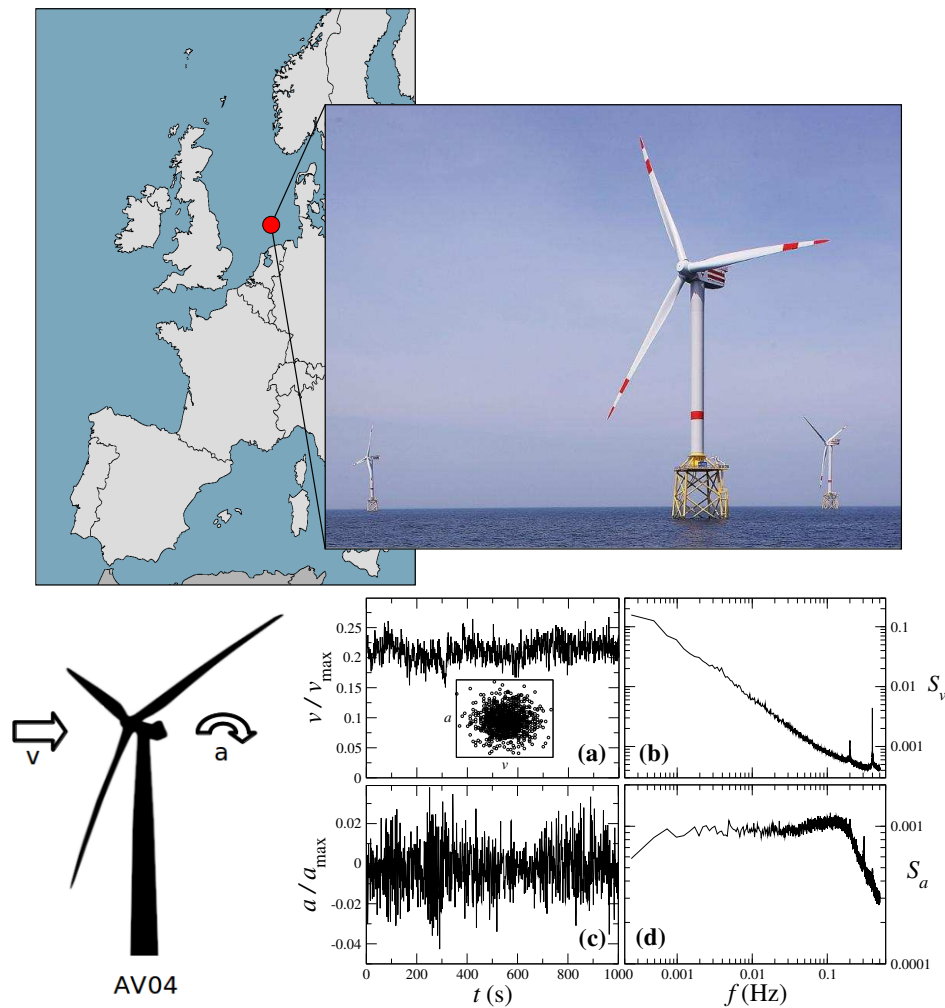 v
a
AV04
v / v_max
0.25
0.20
0.15
0.10
0.05
0
a
v
(a)
(b)
0.1
0.01
0.001
S_v
a / a_max
0.02
0
-0.02
-0.04
(c)
0 200 400 600 800 1000
t (s)
(d)
0.001
0.0001
S_a
0.001 0.01 0.1
f (Hz)